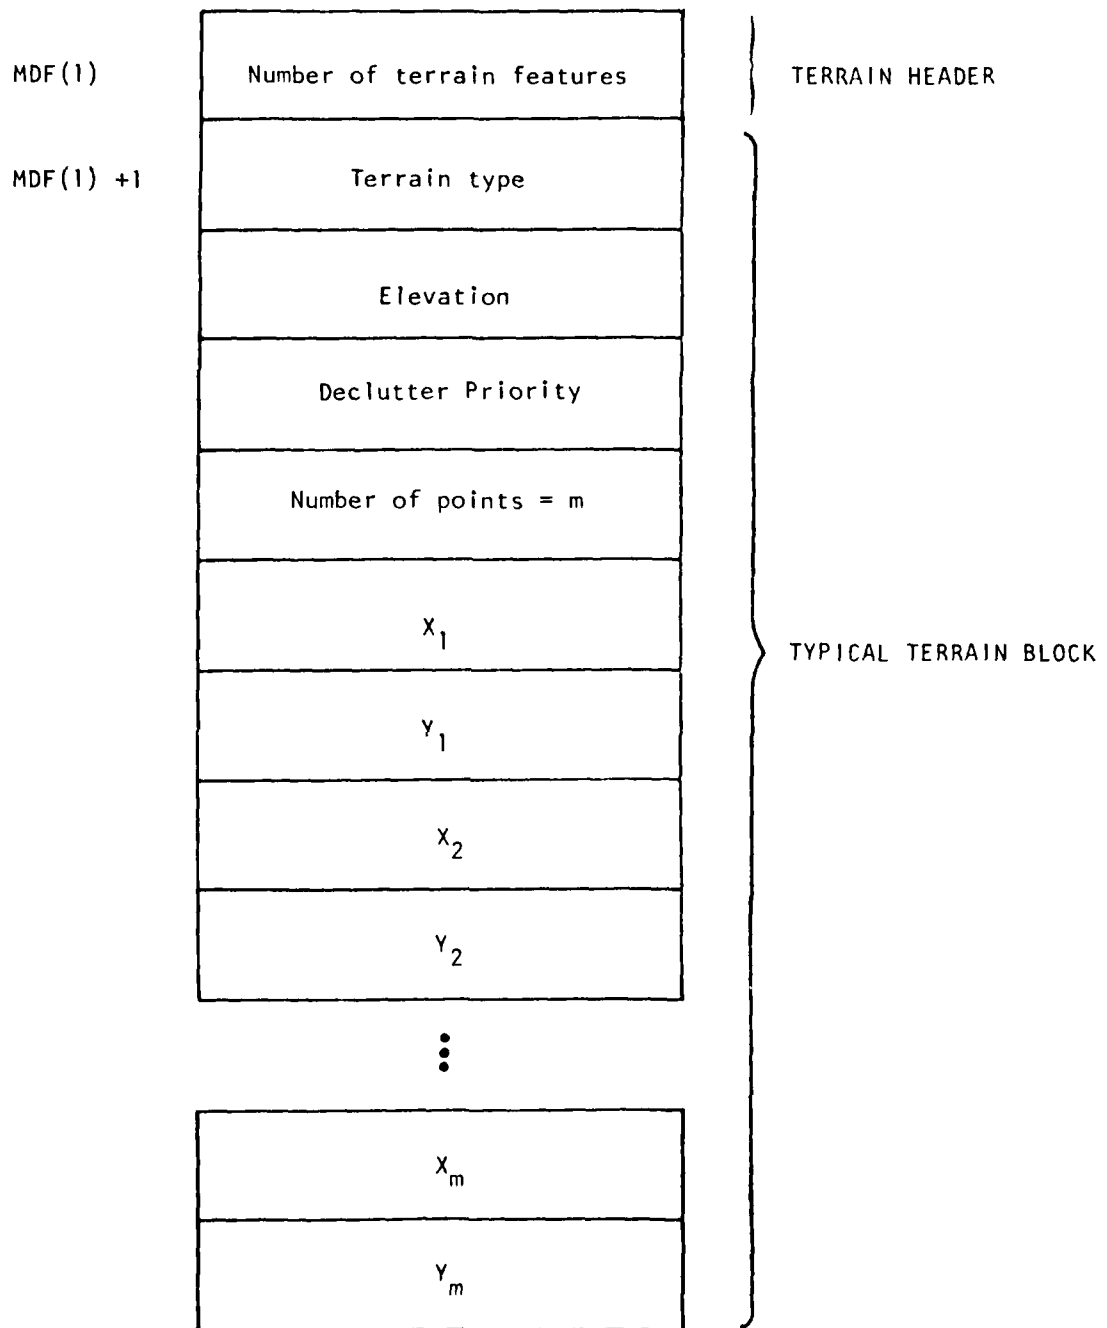 MDF(1) Number of terrain features TERRAIN HEADER
MDF(1) +1 Terrain type
Elevation
Declutter Priority
Number of points = m
X1
TYPICAL TERRAIN BLOCK
Y1
X2
Y2
Xm
Ym